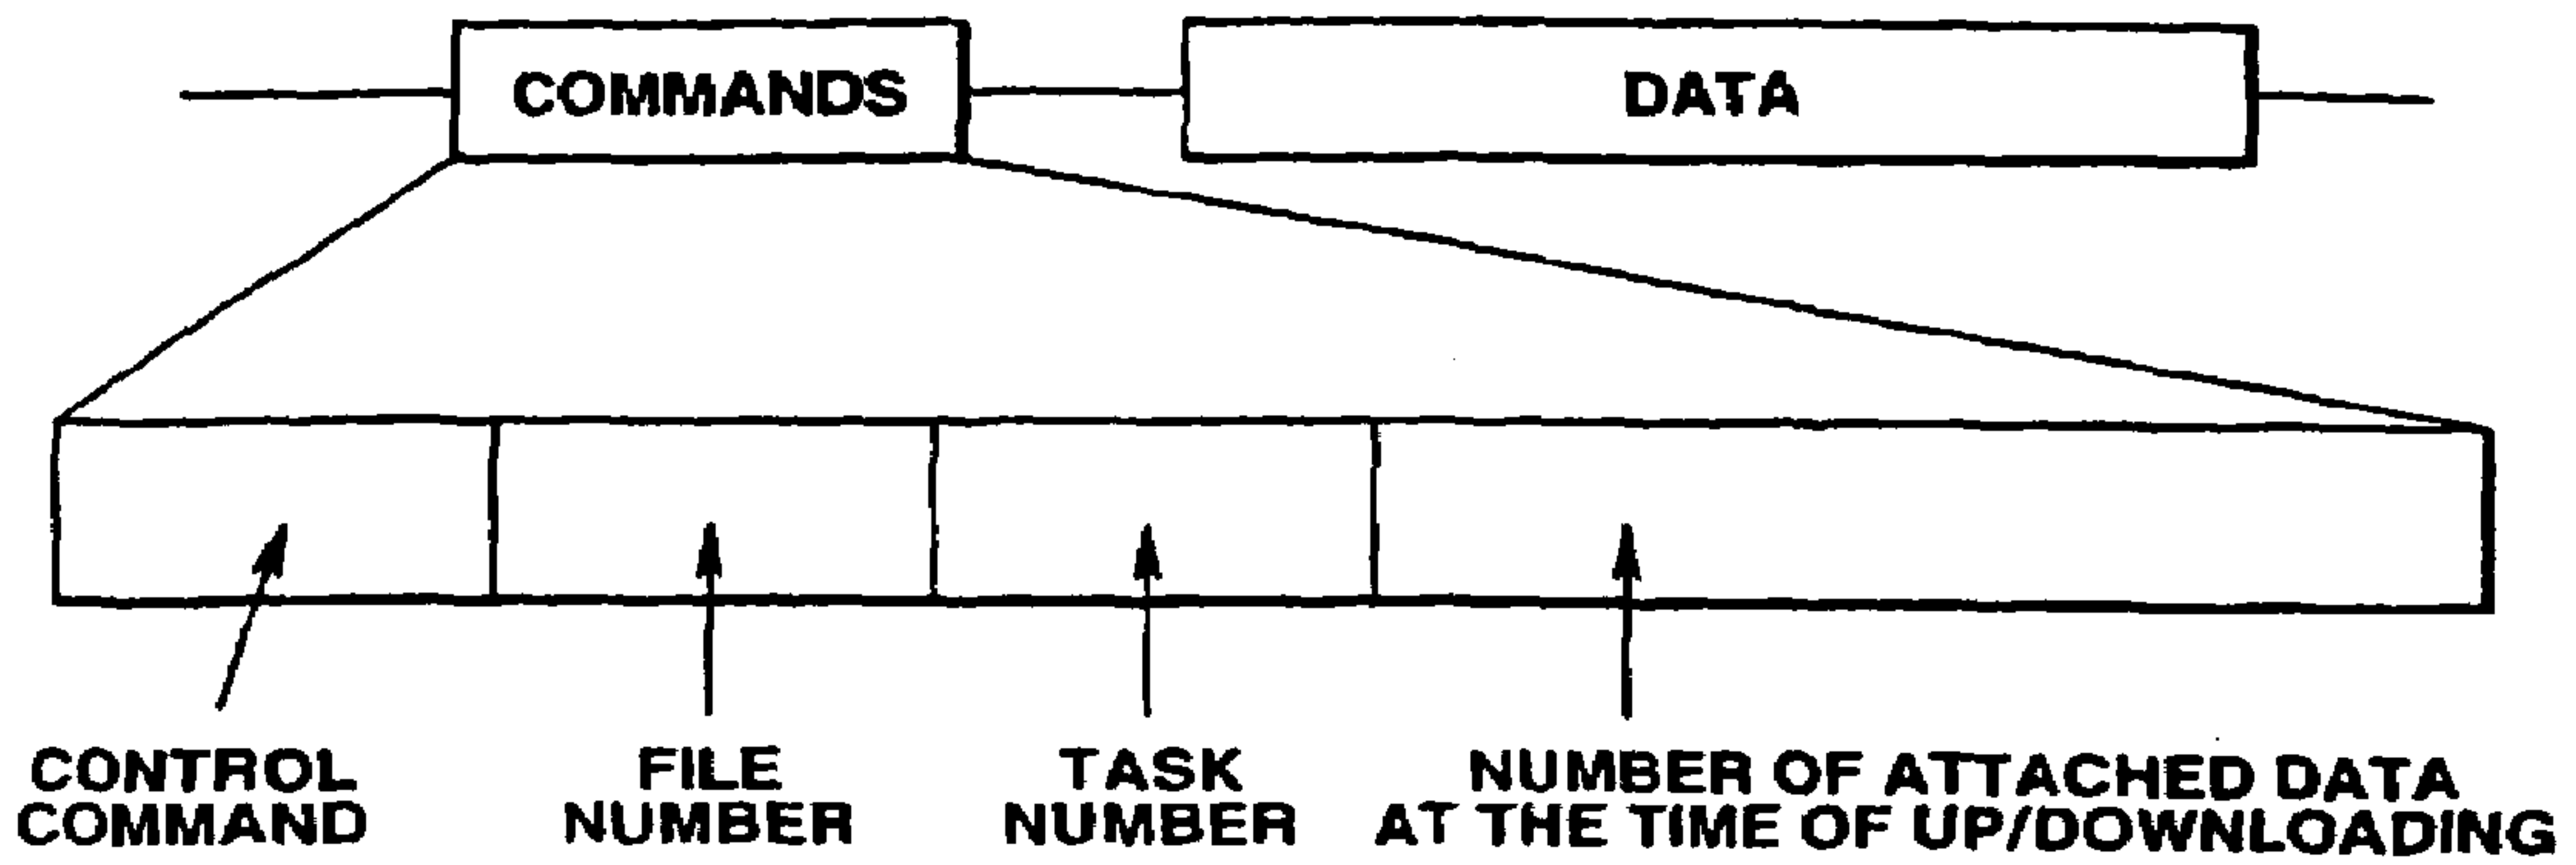 COMMANDS
DATA
CONTROL
COMMAND
FILE
NUMBER
TASK
NUMBER
NUMBER OF ATTACHED DATA
AT THE TIME OF UP/DOWNLOADING